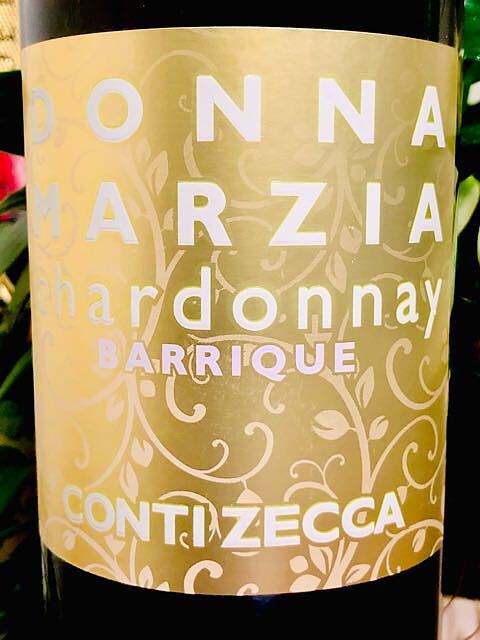 DONNA
MARZIA
chardonnay
BARRIQUE
CONTI ZECCA